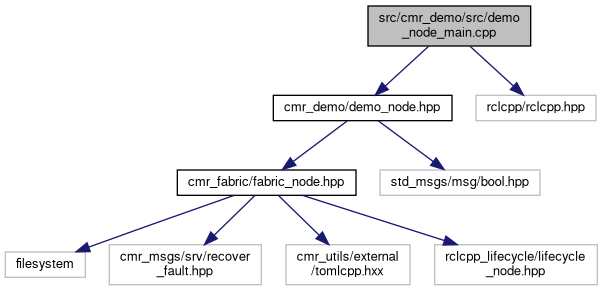 src/cmr_demo/src/demo
_node_main.cpp
cmr_demo/demo_node.hpp
rclcpp/rclcpp.hpp
cmr_fabric/fabric_node.hpp
std_msgs/msg/bool.hpp
filesystem
cmr_msgs/srv/recover
_fault.hpp
cmr_utils/external
/tomlcpp.hxx
rclcpp_lifecycle/lifecycle
_node.hpp